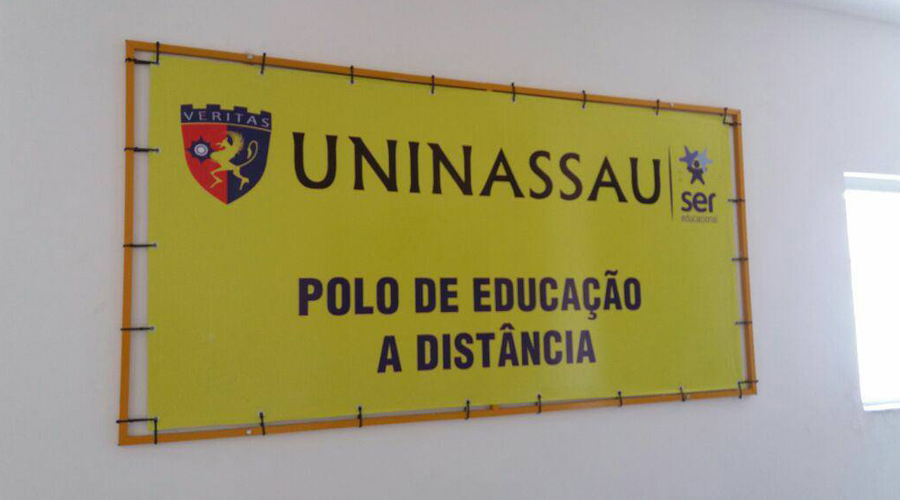 VERITAS
UNINASSAU
ser
educacional
POLO DE EDUCAÇÃO
A DISTÂNCIA